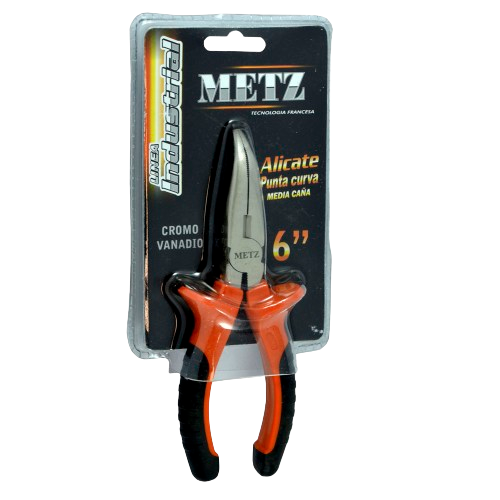 METZ
TECNOLOGIA FRANCESA
LINEA
Industrial
Alicate
Punta curva
MEDIA CAÑA
CROMO
VANADIO
6”
METZ